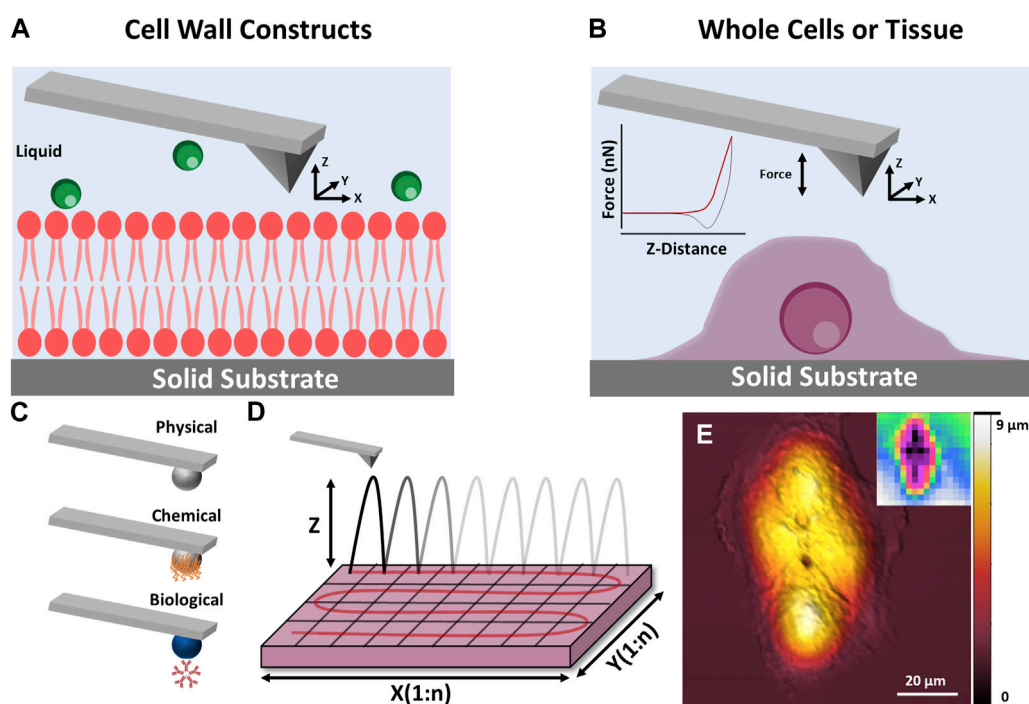 A
Cell Wall Constructs
Liquid
Z
Y
X
Solid Substrate
B
Whole Cells or Tissue
Force (nN)
Z-Distance
Force
Z
Y
X
Solid Substrate
C
Physical
Chemical
Biological
D
Z
X(1:n)
Y(1:n)
E
9 μm
20 μm
0